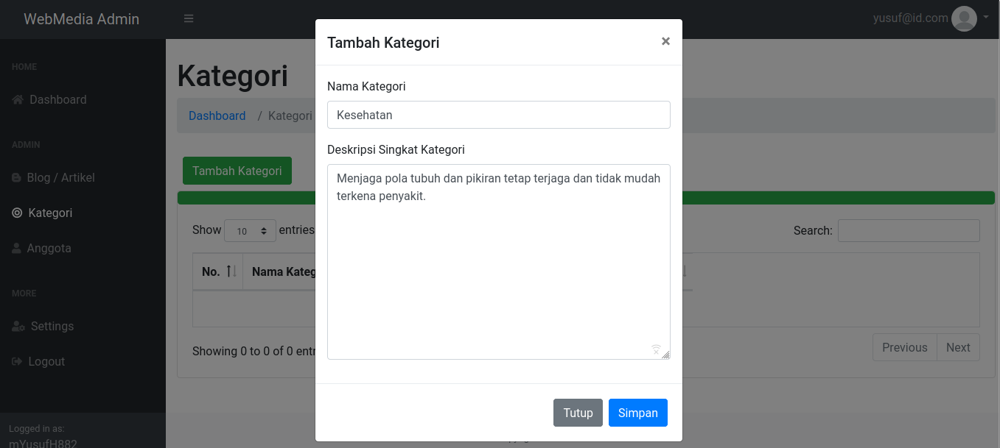 WebMedia Admin
yusuf@id.com
Tambah Kategori
×
HOME
Dashboard
ADMIN
Blog / Artikel
Kategori
Anggota
MORE
Settings
Logout
Logged in as:
mYusufH882
Kategori
Dashboard / Kategori
Tambah Kategori
Show 10 entries
Search:
No. Nama
Showing 0 to 0 of 0
Previous Next
Nama Kategori
Kesehatan
Deskripsi Singkat Kategori
Menjaga pola tubuh dan pikiran tetap terjaga dan tidak mudah
terkena penyakit.
Tutup Simpan